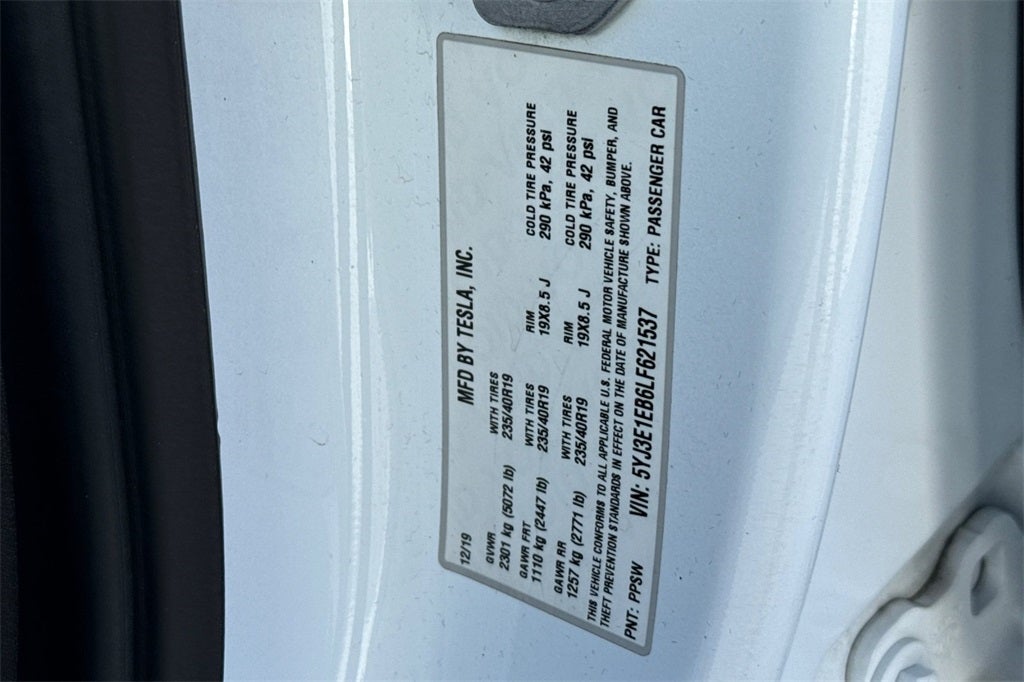 12/19 MFD BY TESLA, INC.
GVWR WITH TIRES
2301 kg (5072 lb) 235/40R19
GAWR FRT WITH TIRES RIM COLD TIRE PRESSURE
1110 kg (2447 lb) 235/40R19 19X8.5 J 290 kPa, 42 psi
GAWR RR WITH TIRES RIM COLD TIRE PRESSURE
1257 kg (2771 lb) 235/40R19 19X8.5 J 290 kPa, 42 psi
THIS VEHICLE CONFORMS TO ALL APPLICABLE U.S. FEDERAL MOTOR VEHICLE SAFETY, BUMPER, AND
THEFT PREVENTION STANDARDS IN EFFECT ON THE DATE OF MANUFACTURE SHOWN ABOVE.
PNT: PPSW VIN: 5YJ3E1EB6LF621537 TYPE: PASSENGER CAR